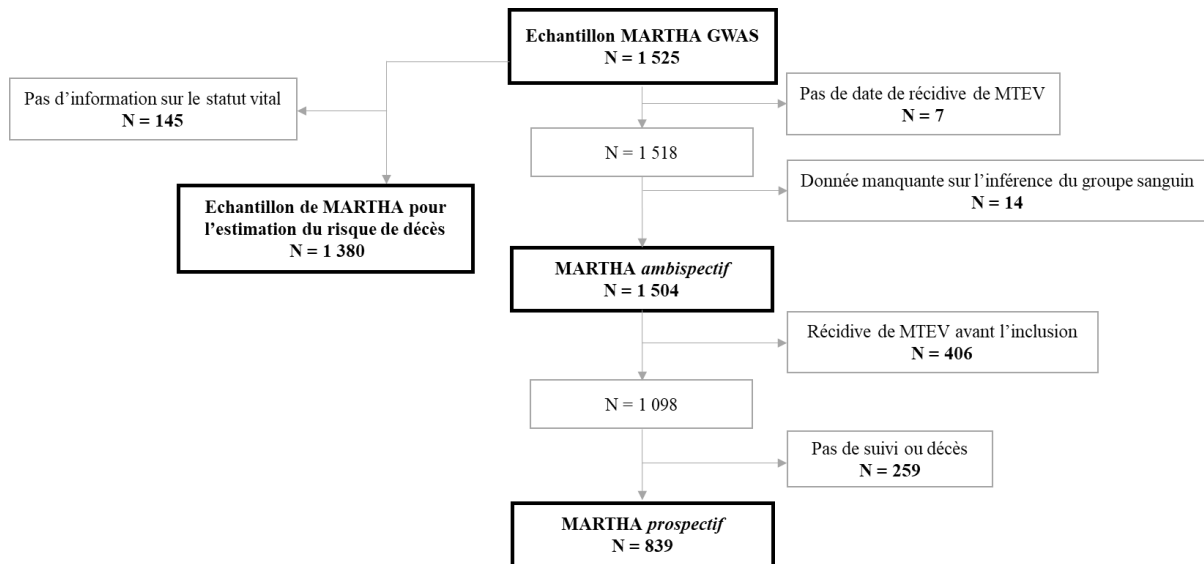 Echantillon MARTHA GWAS
N = 1 525
Pas d’information sur le statut vital
N = 145
Pas de date de récidive de MTEV
N = 7
N = 1 518
Donnée manquante sur l’inférence du groupe sanguin
N = 14
Echantillon de MARTHA pour
l’estimation du risque de décès
N = 1 380
MARTHA ambispectif
N = 1 504
Récidive de MTEV avant l’inclusion
N = 406
N = 1 098
Pas de suivi ou décès
N = 259
MARTHA prospectif
N = 839